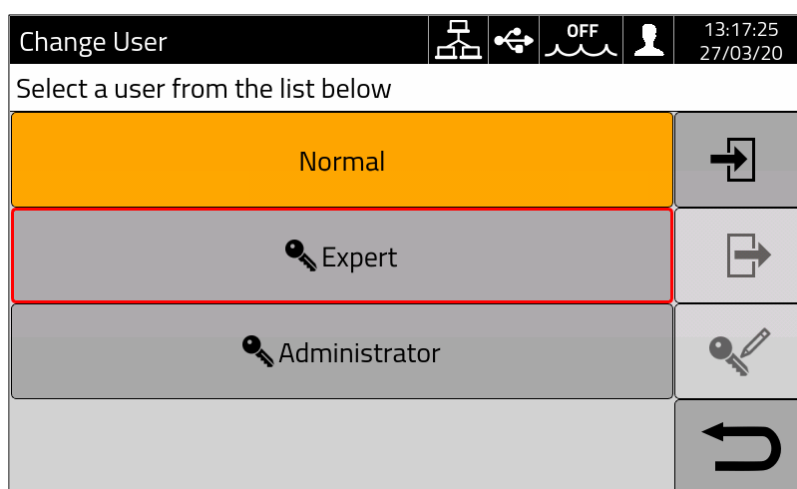 Change User
OFF
13:17:25
27/03/20
Select a user from the list below
Normal
Expert
Administrator